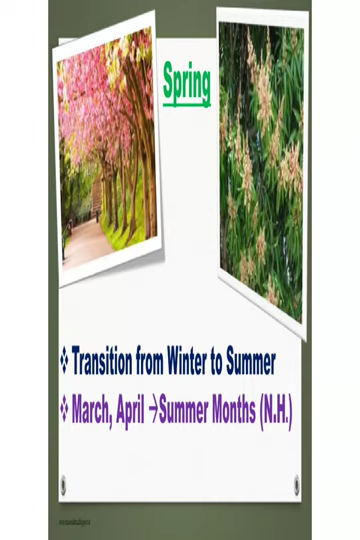 Spring
❖ Transition from Winter to Summer
❖ March, April →Summer Months (N.H.)